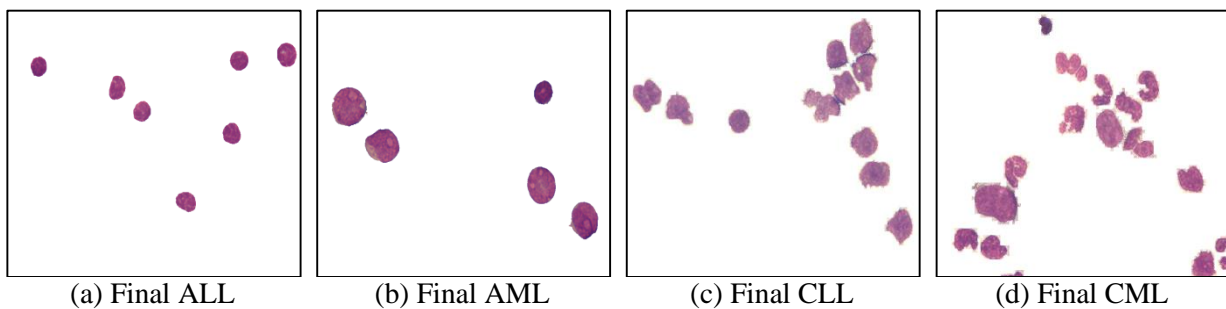 (a) Final ALL
(b) Final AML
(c) Final CLL
(d) Final CML